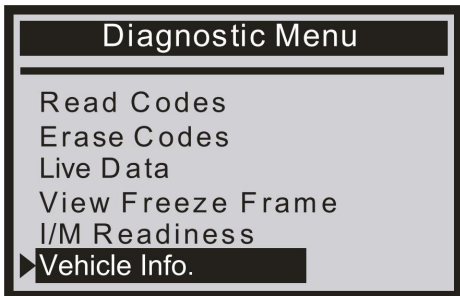 Diagnostic Menu
Read Codes
Erase Codes
Live Data
View Freeze Frame
I/M Readiness
Vehicle Info.